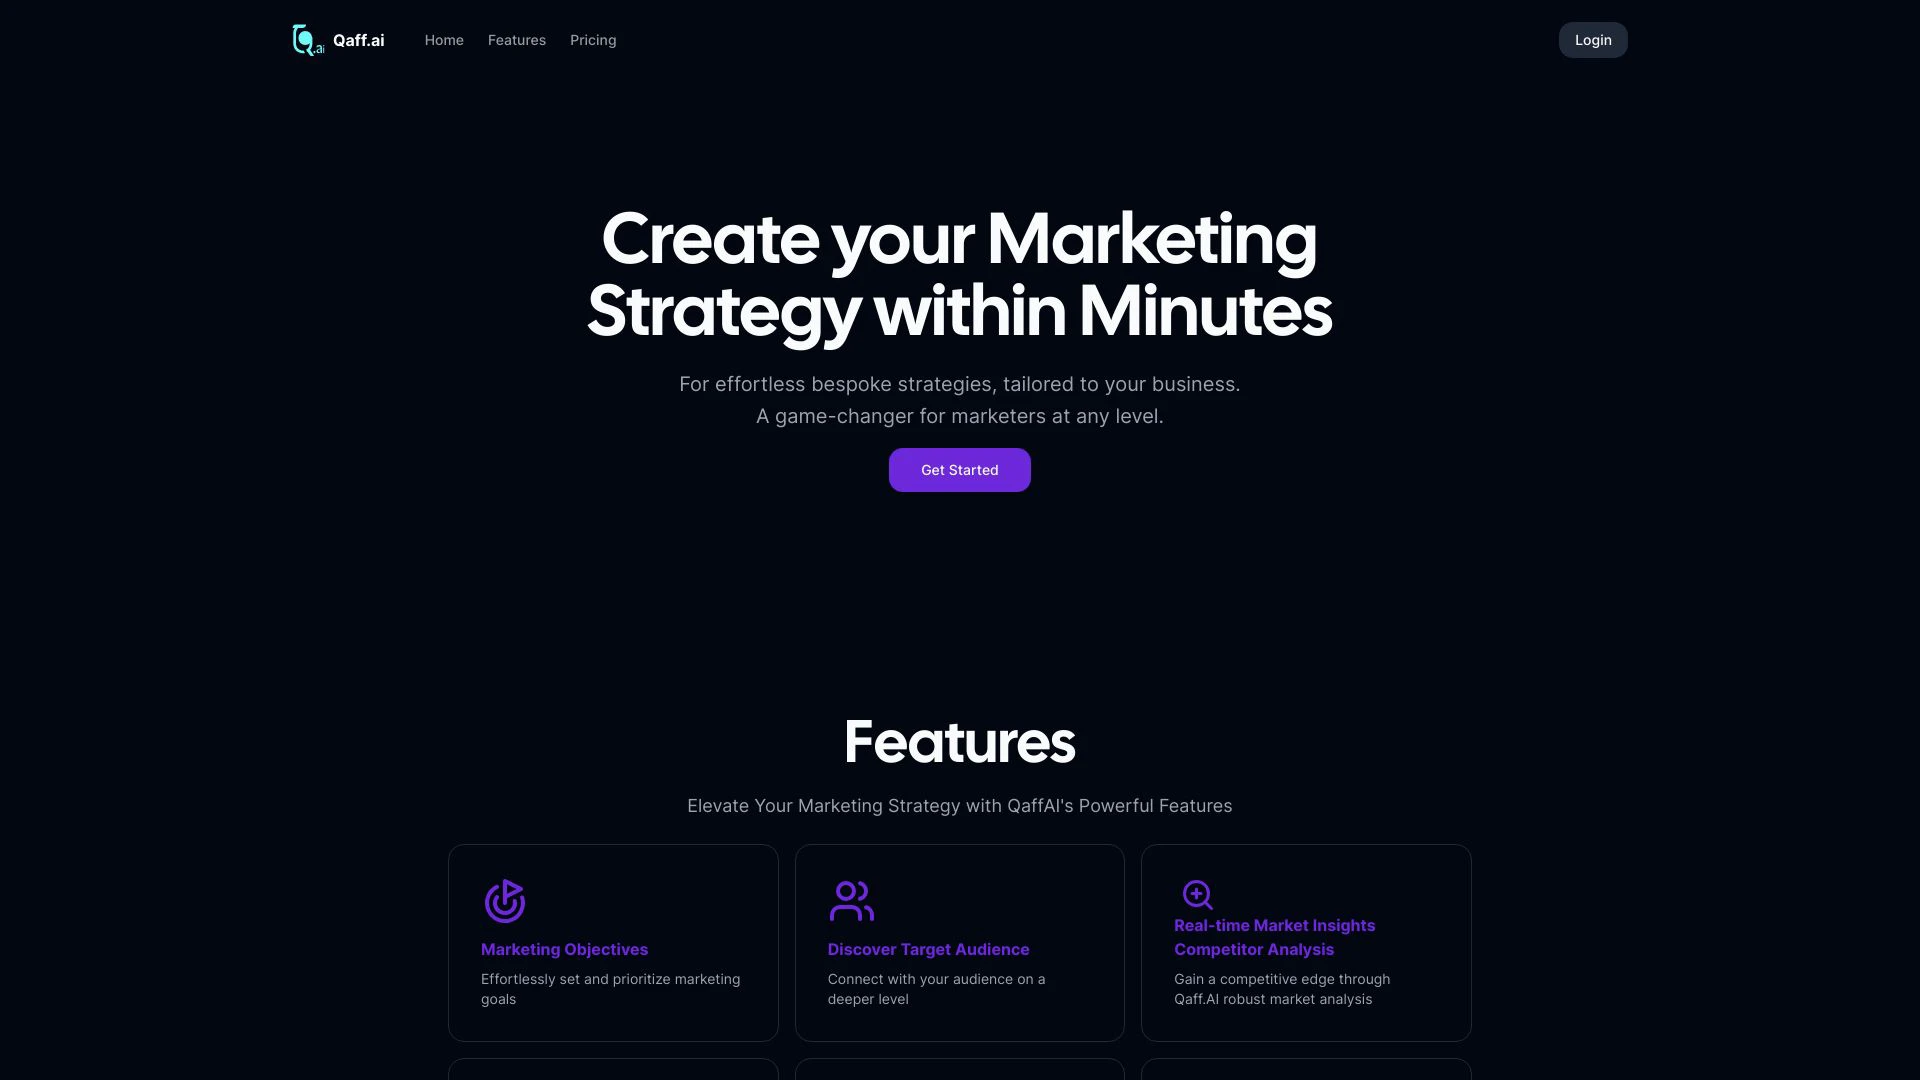 .ai
Qaff.ai
Home
Features
Pricing
Login
Create your Marketing
Strategy within Minutes
For effortless bespoke strategies, tailored to your business.
A game-changer for marketers at any level.
Get Started
Features
Elevate Your Marketing Strategy with QaffAI's Powerful Features
Marketing Objectives
Effortlessly set and prioritize marketing
goals
Discover Target Audience
Connect with your audience on a
deeper level
Real-time Market Insights
Competitor Analysis
Gain a competitive edge through
Qaff.AI robust market analysis